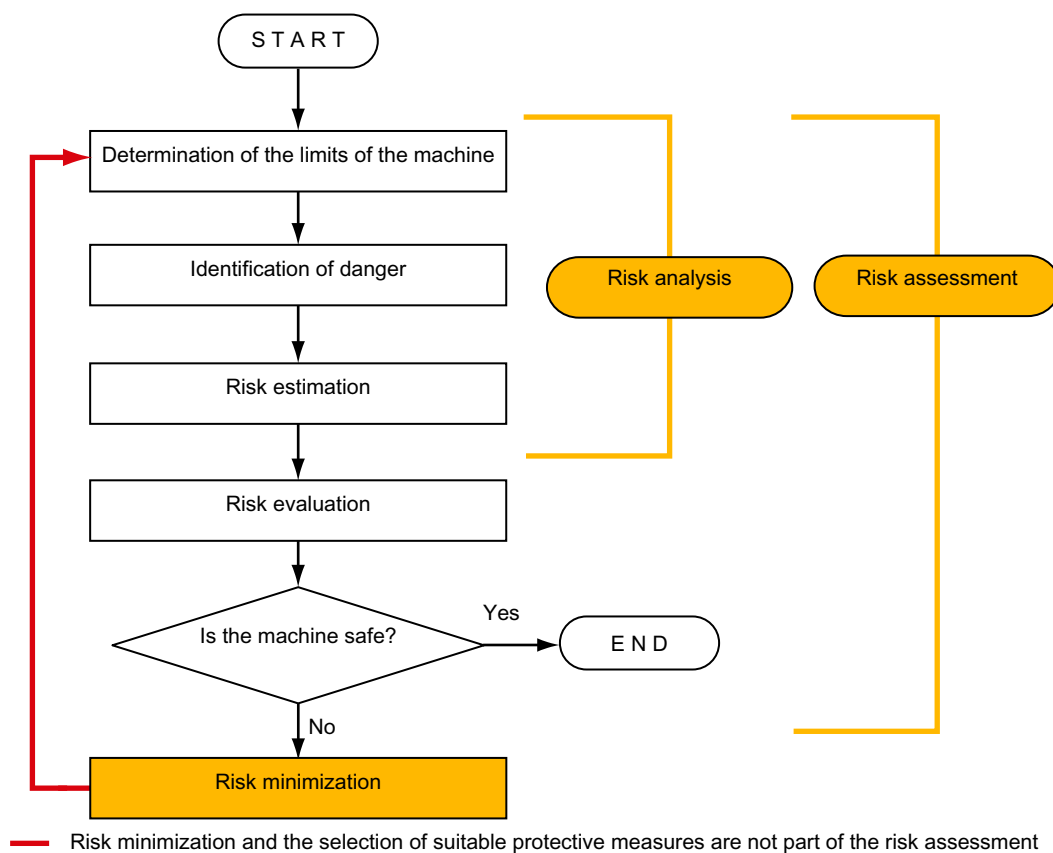 S T A R T
Determination of the limits of the machine
Identification of danger
Risk analysis
Risk assessment
Risk estimation
Risk evaluation
Is the machine safe?
Yes
E N D
No
Risk minimization
Risk minimization and the selection of suitable protective measures are not part of the risk assessment